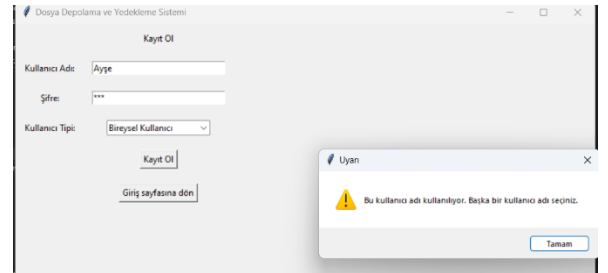 Dosya Depolama ve Yedekleme Sistemi
Kayıt Ol
Kullanıcı Adı: Ayşe
Şifre: ***
Kullanıcı Tipi: Bireysel Kullanıcı
Kayıt Ol
Giriş sayfasına dön
Uyarı
Bu kullanıcı adı kullanılıyor. Başka bir kullanıcı adı seçiniz.
Tamam